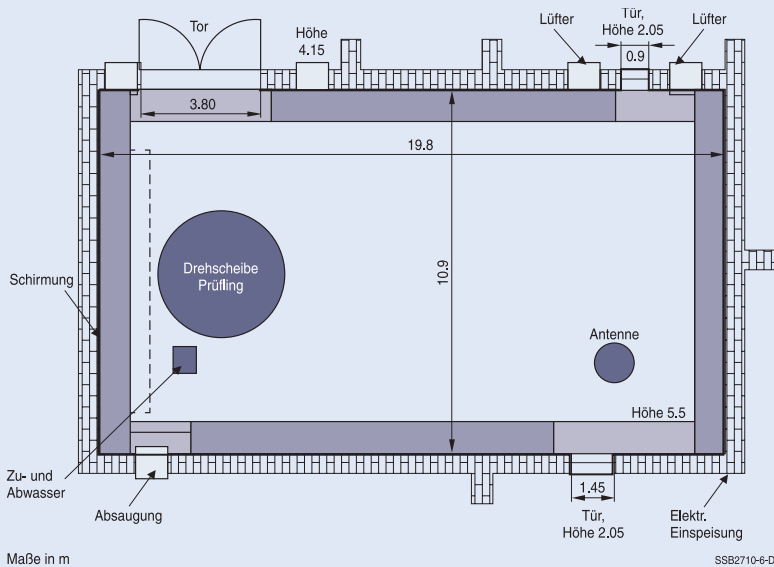 Tor
Höhe
4.15
Lüfter
Tür,
Höhe 2.05
0.9
Lüfter
3.80
19.8
10.9
Drehscheibe
Prüfling
Schirmung
Antenne
Höhe 5.5
Zu- und
Abwasser
Absaugung
1.45
Tür,
Höhe 2.05
Elektr.
Einspeisung
Maße in m
SSB2710-6-D